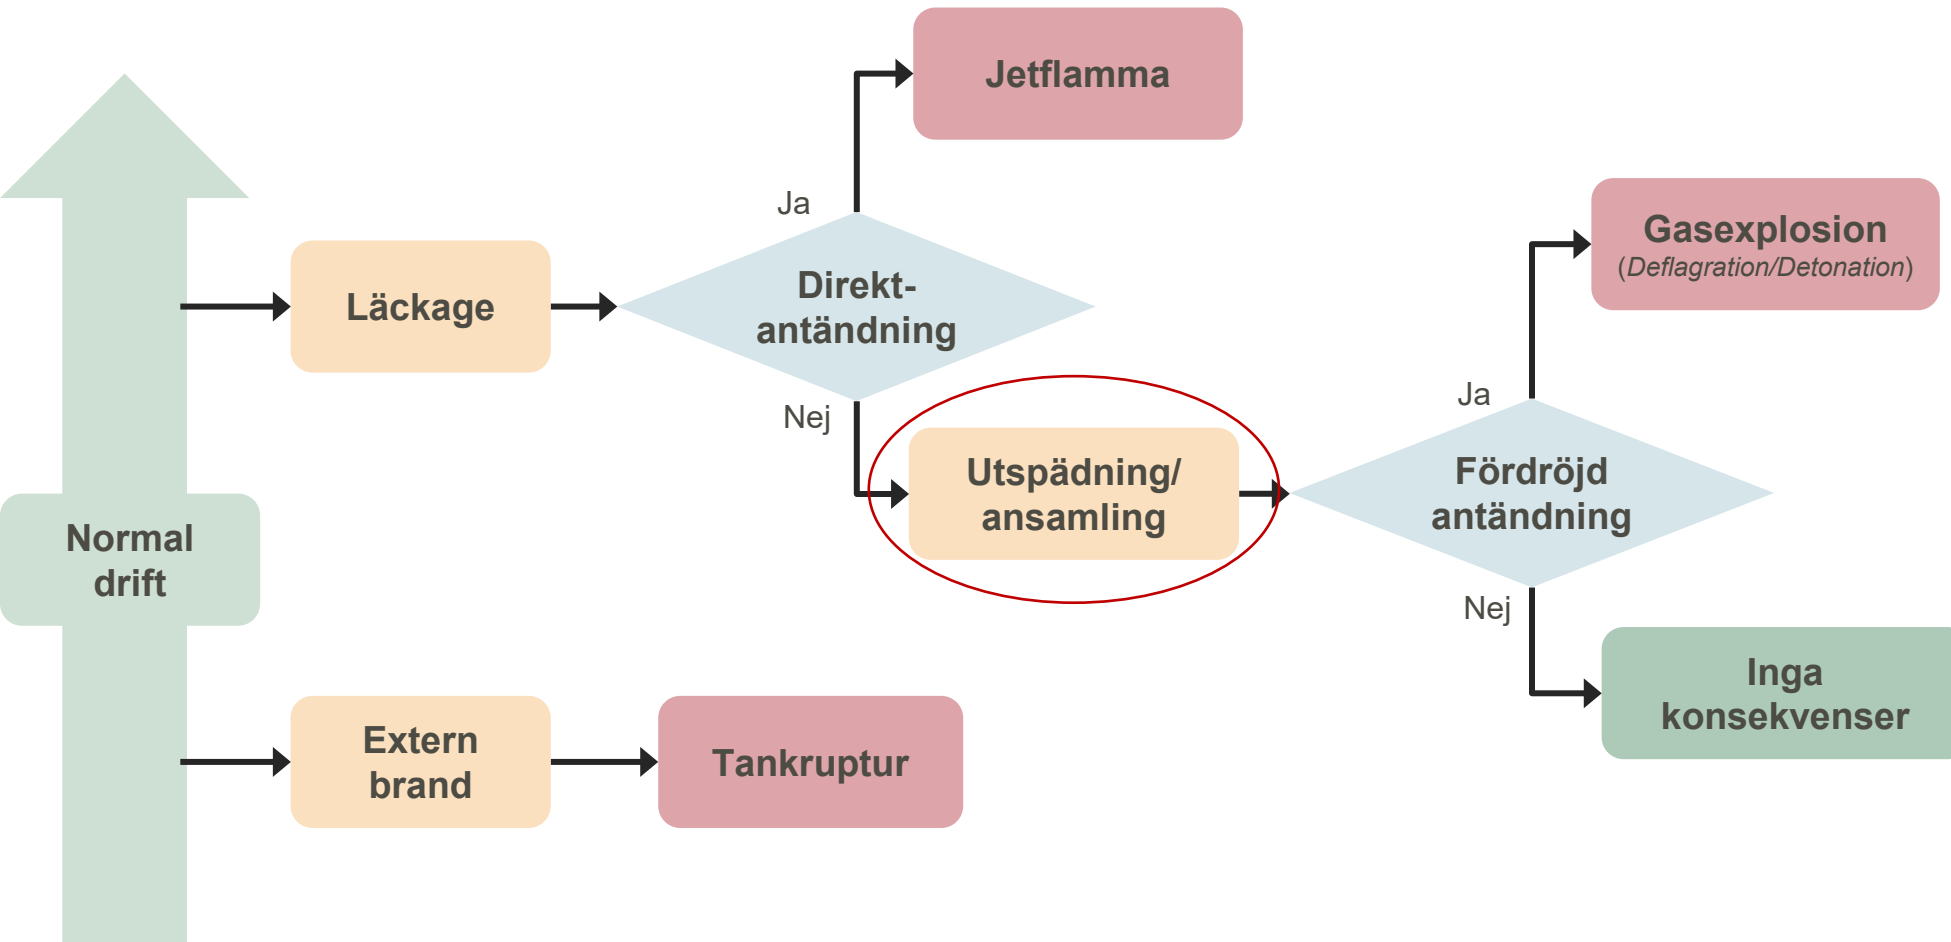 Jetflamma
Ja
Direkt-
antändning
Läckage
Nej
Utspädning/
ansamling
Gasexplosion
(Deflagration/Detonation)
Ja
Fördröjd
antändning
Nej
Inga
konsekvenser
Normal
drift
Extern
brand
Tankruptur